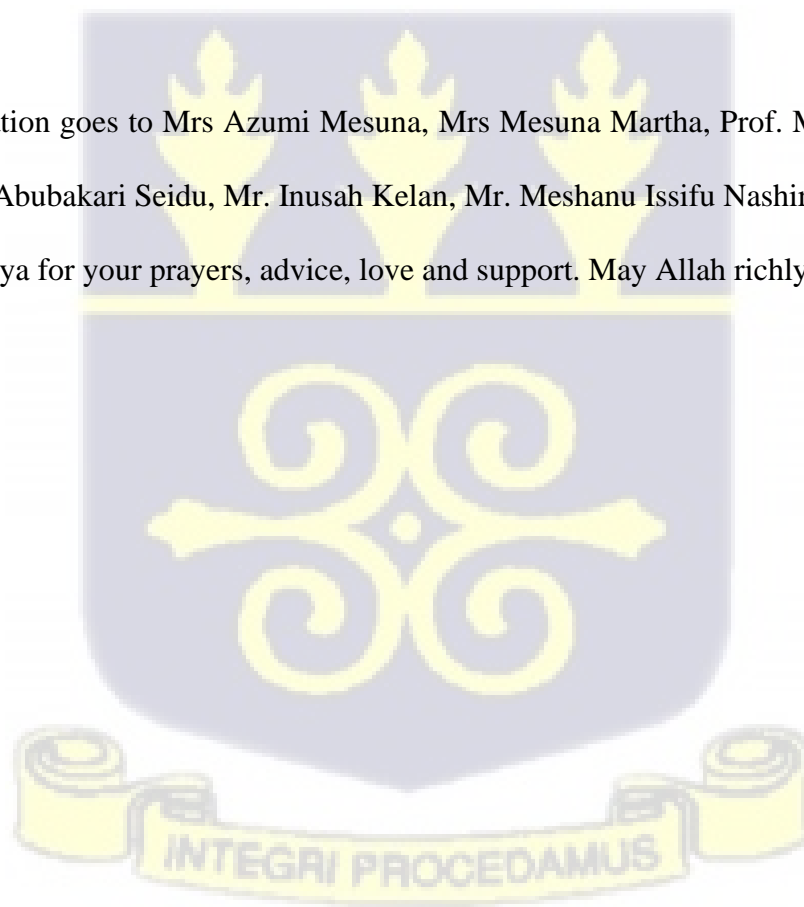 tion goes to Mrs Azumi Mesuna, Mrs Mesuna Martha, Prof. M
Abubakari Seidu, Mr. Inusah Kelan, Mr. Meshanu Issifu Nashir
ya for your prayers, advice, love and support. May Allah richly
INTEGRI PROCEDAMUS